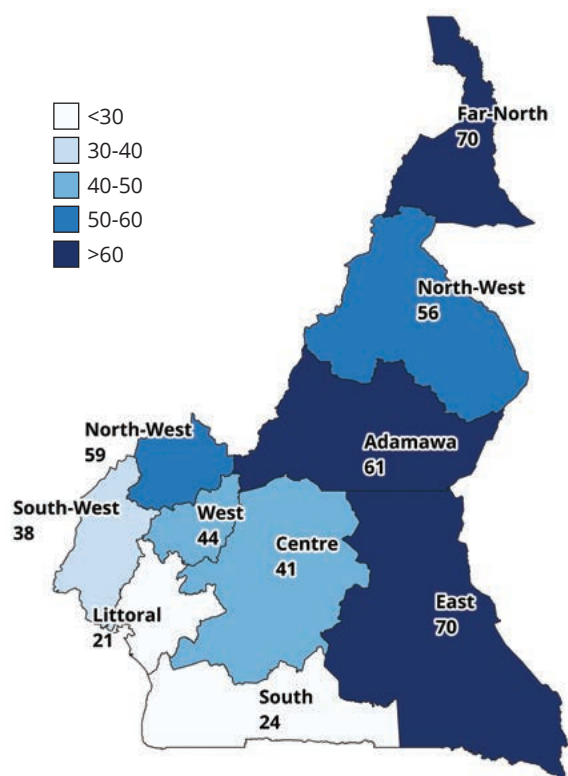 <30
30-40
40-50
50-60
>60
Far-North
70
North-West
56
Adamawa
61
North-West
59
South-West
38
West
44
Centre
41
East
70
Littoral
21
South
24